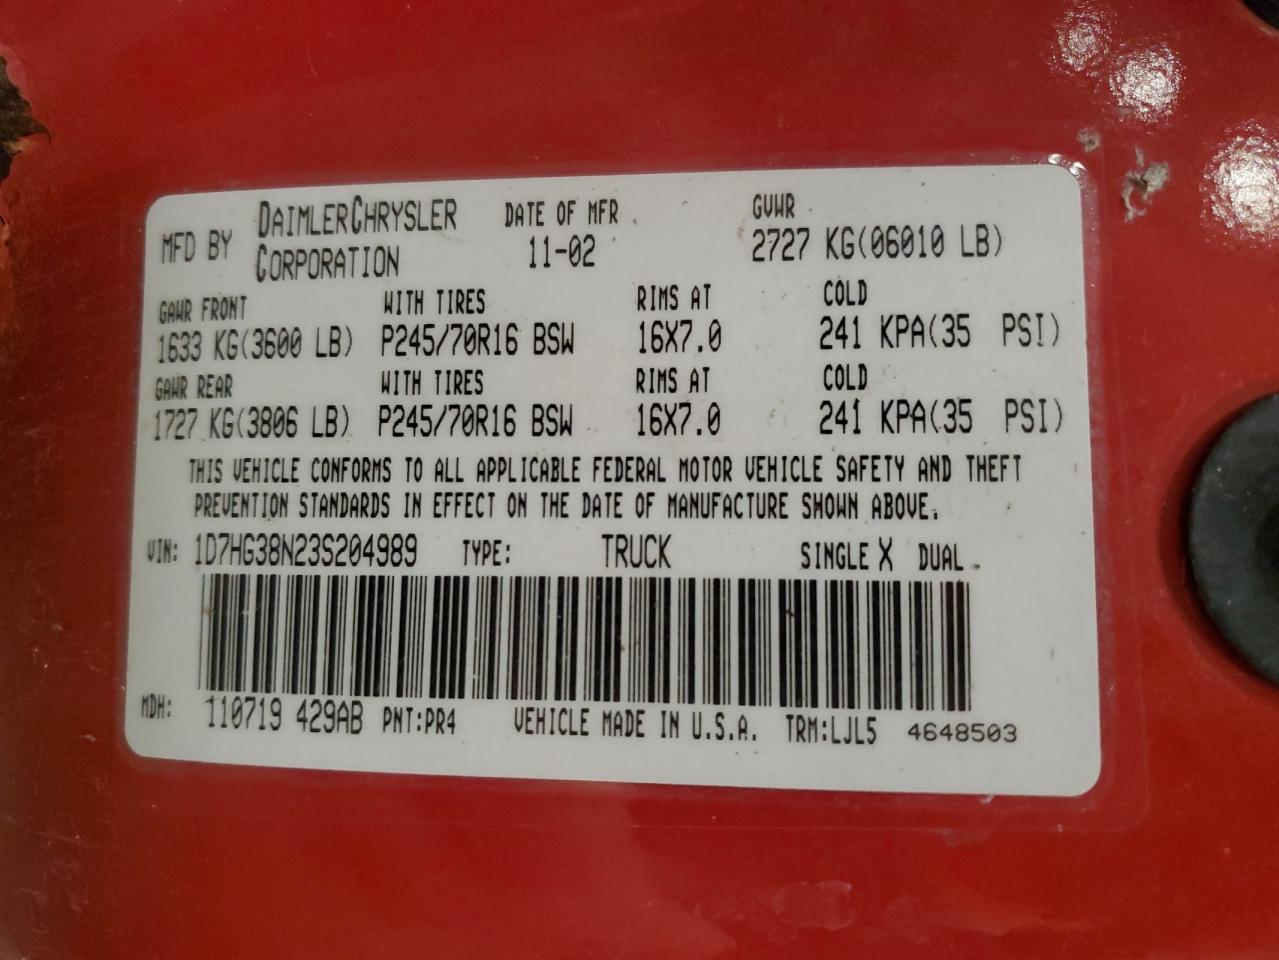 MFD BY DAIMLERCHRYSLER CORPORATION DATE OF MFR 11-02 GVWR 2727 KG(06010 LB)
GAWR FRONT WITH TIRES RIMS AT COLD
1633 KG(3600 LB) P245/70R16 BSW 16X7.0 241 KPA(35 PSI)
GAWR REAR WITH TIRES RIMS AT COLD
1727 KG(3806 LB) P245/70R16 BSW 16X7.0 241 KPA(35 PSI)
THIS VEHICLE CONFORMS TO ALL APPLICABLE FEDERAL MOTOR VEHICLE SAFETY AND THEFT
PREVENTION STANDARDS IN EFFECT ON THE DATE OF MANUFACTURE SHOWN ABOVE.
VIN: 1D7HG38N23S204989 TYPE: TRUCK SINGLE X DUAL
MDH: 110719 429AB PNT:PR4 VEHICLE MADE IN U.S.A. TRM:LJL5 4648503